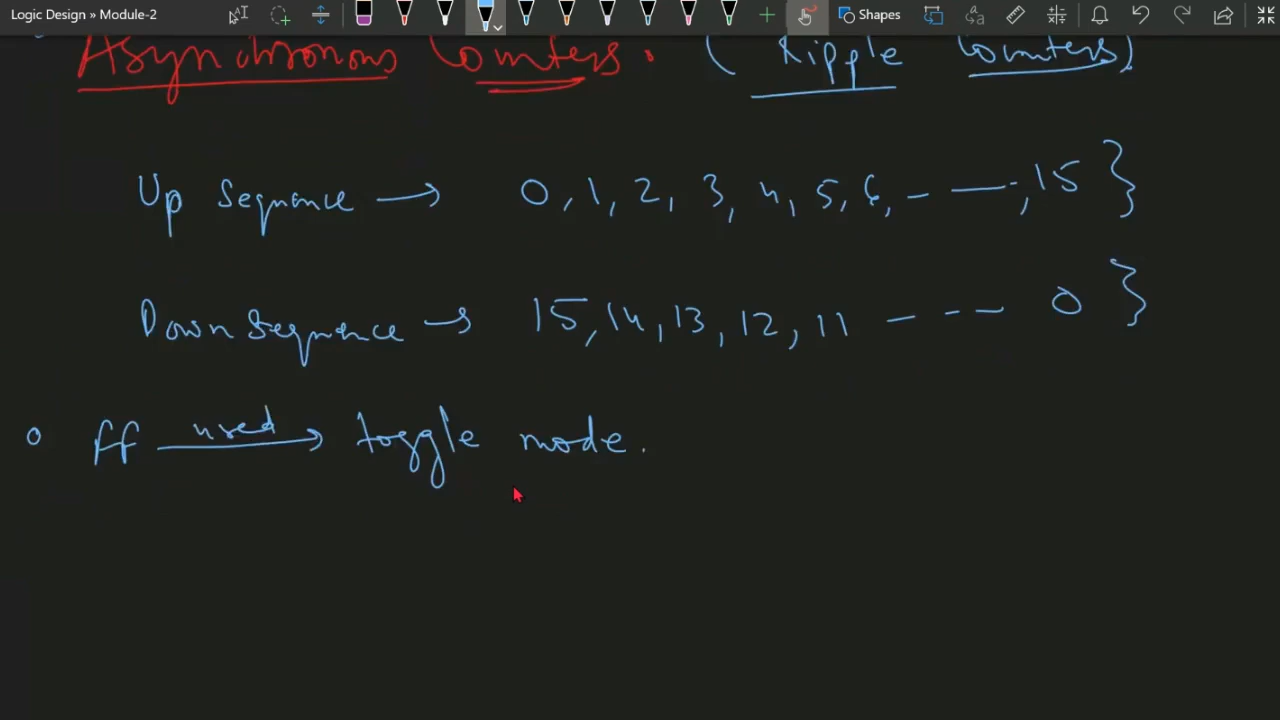 Logic Design » Module-2 Shapes
Asynchronous Counters. (Ripple Counters)
Up Sequence → 0, 1, 2, 3, 4, 5, 6, - —, 15 }
Down Sequence → 15, 14, 13, 12, 11 - - - - 0 }
ff used → toggle mode.